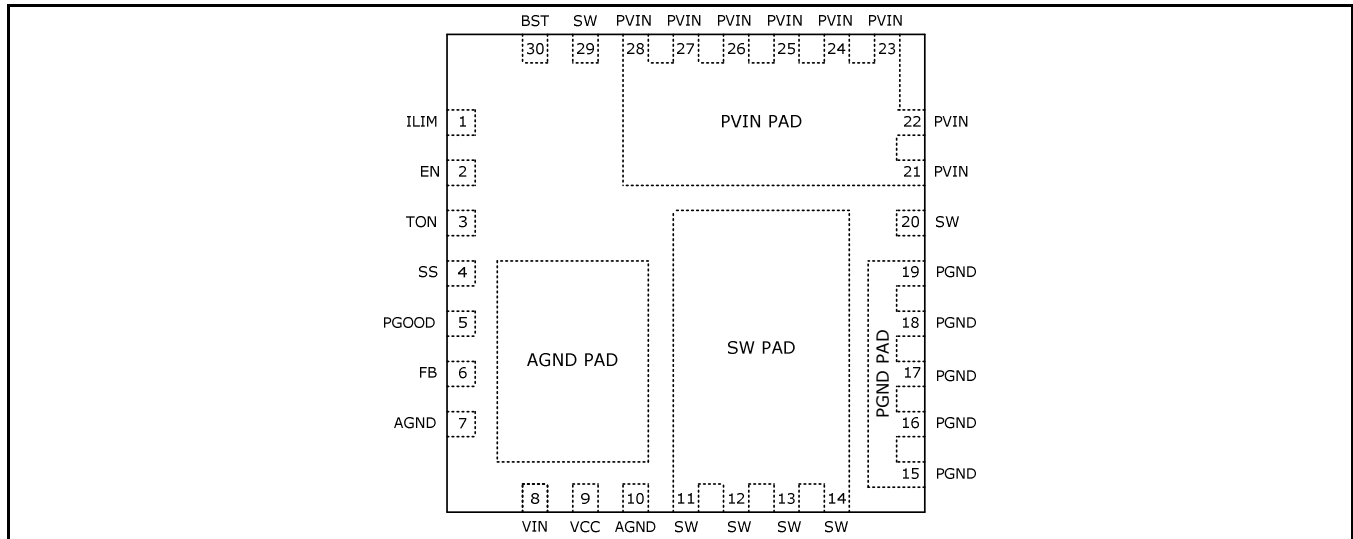 BST SW PVIN PVIN PVIN PVIN PVIN PVIN
30 29 28 27 26 25 24 23
ILIM 1 PVIN PAD 22 PVIN
EN 2 21 PVIN
TON 3 20 SW
SS 4 19 PGND
PGOOD 5 18 PGND
SW PAD
AGND PAD
PGND PAD
FB 6 17 PGND
AGND 7 16 PGND
15 PGND
8 9 10 11 12 13 14
VIN VCC AGND SW SW SW SW